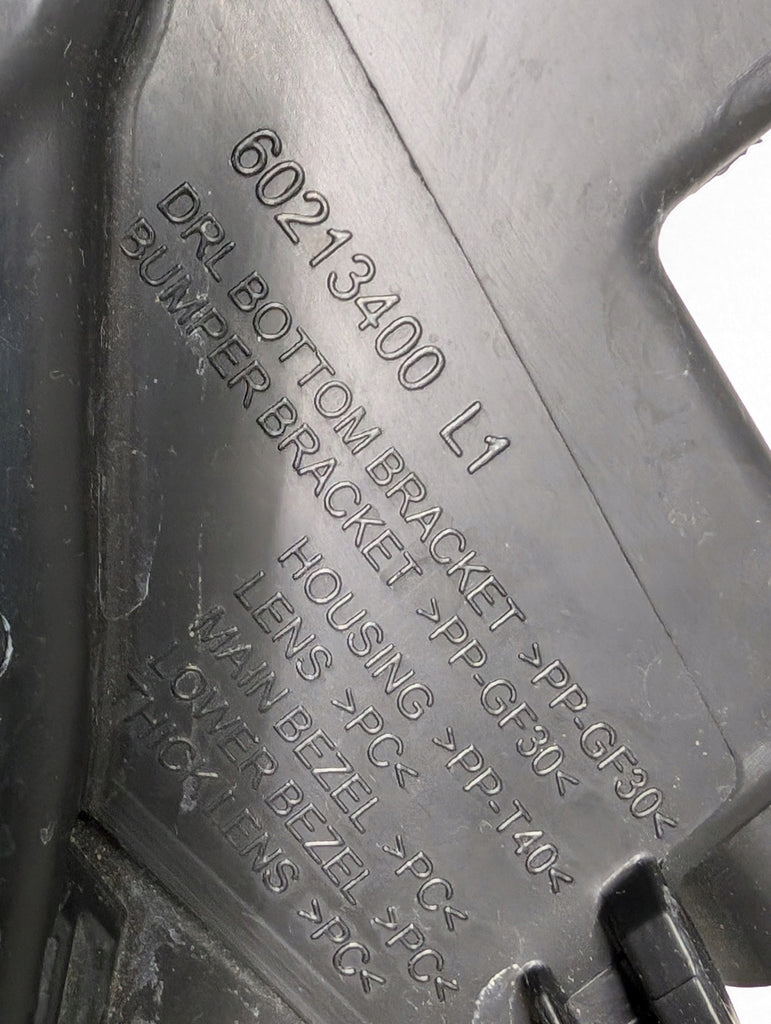 60213400 L1
DRL BOTTOM BRACKET >PP-GF30<
BUMPER BRACKET >PP-GF30<
HOUSING >PP-T40<
LENS >PC<
MAIN BEZEL >PC<
LOWER BEZEL >PC<
THICK LENS >PC<